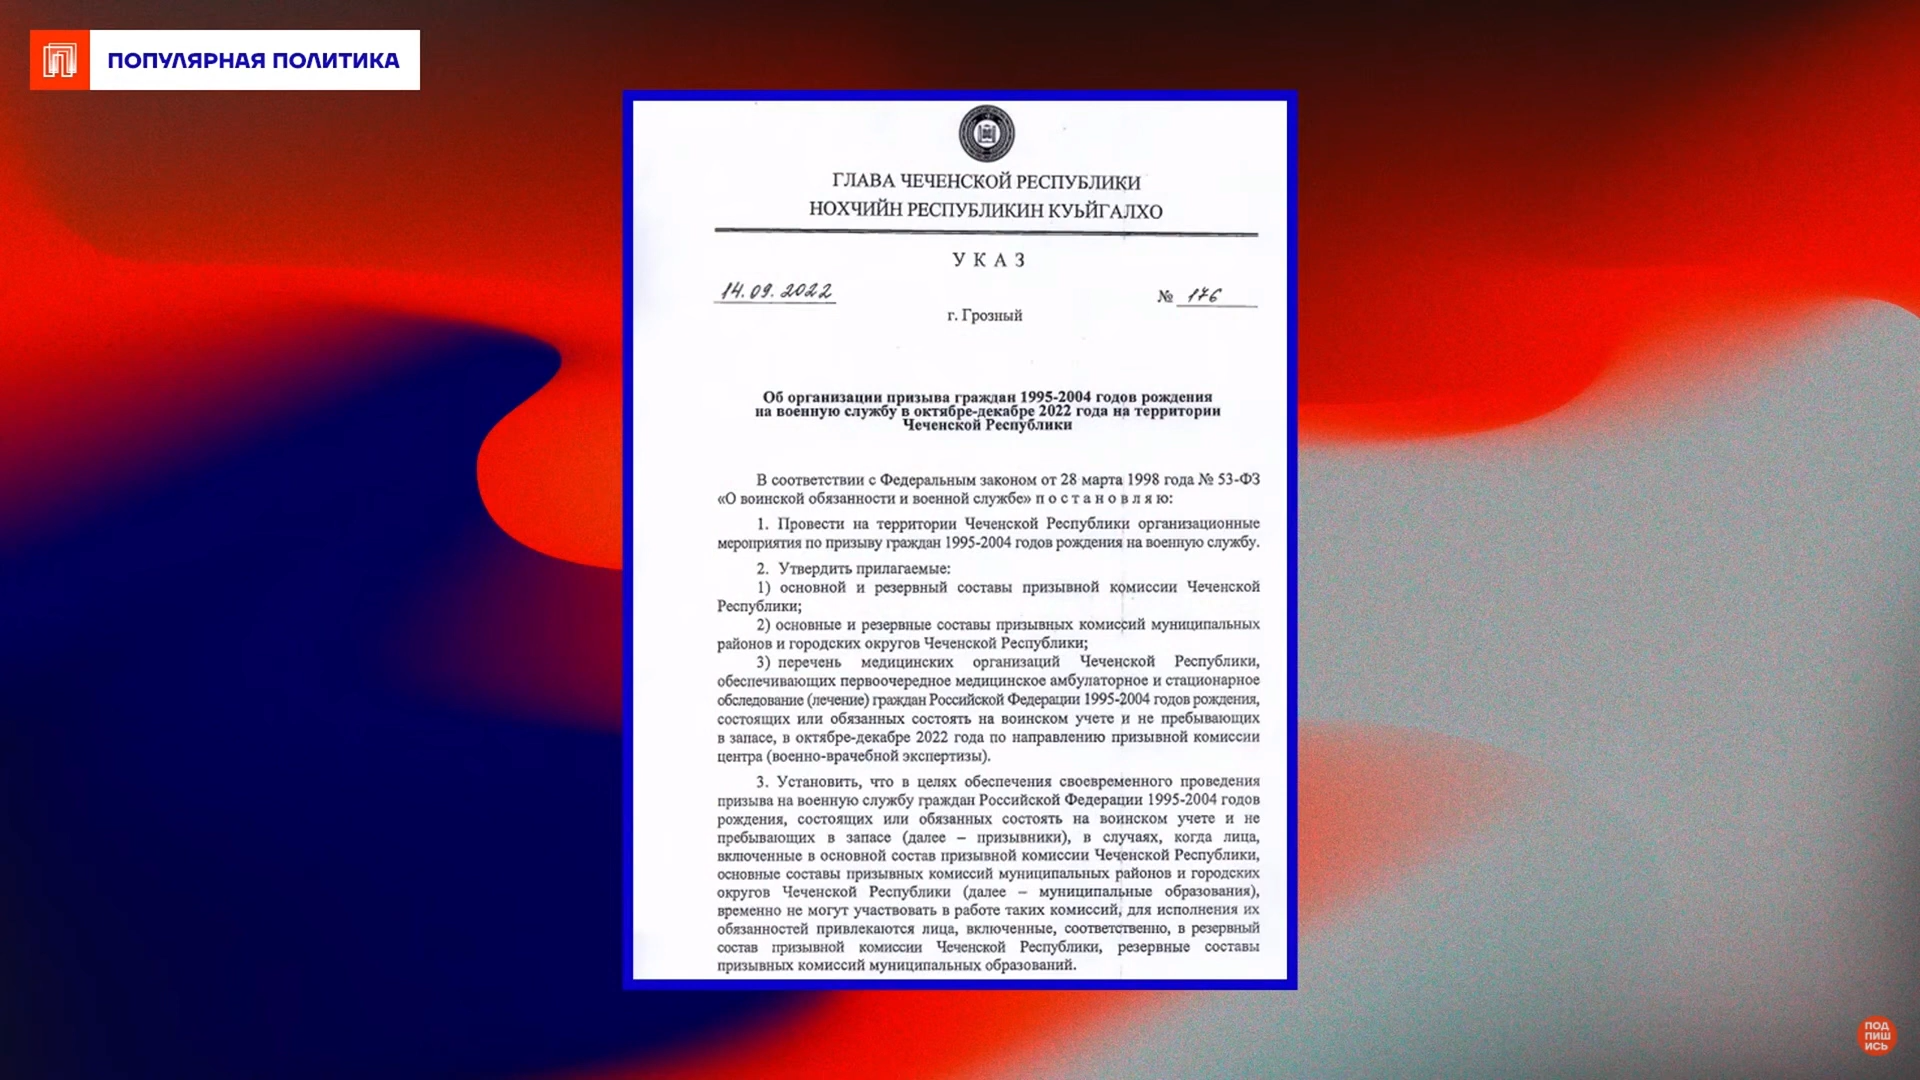 ПОПУЛЯРНАЯ ПОЛИТИКА
ГЛАВА ЧЕЧЕНСКОЙ РЕСПУБЛИКИ
НОХЧИЙН РЕСПУБЛИКИН КУЬЙГАЛХО
У К А З
14.09.2022
№ 176
г. Грозный
Об организации призыва граждан 1995-2004 годов рождения
на военную службу в октябре-декабре 2022 года на территории
Чеченской Республики
В соответствии с Федеральным законом от 28 марта 1998 года № 53-ФЗ
«О воинской обязанности и военной службе» п о с т а н о в л я ю:
1. Провести на территории Чеченской Республики организационные
мероприятия по призыву граждан 1995-2004 годов рождения на военную службу.
2. Утвердить прилагаемые:
1) основной и резервный составы призывной комиссии Чеченской
Республики;
2) основные и резервные составы призывных комиссий муниципальных
районов и городских округов Чеченской Республики;
3) перечень медицинских организаций Чеченской Республики,
обеспечивающих первоочередное медицинское амбулаторное и стационарное
обследование (лечение) граждан Российской Федерации 1995-2004 годов рождения,
состоящих или обязанных состоять на воинском учете и не пребывающих
в запасе, в октябре-декабре 2022 года по направлению призывной комиссии
центра (военно-врачебной экспертизы).
3. Установить, что в целях обеспечения своевременного проведения
призыва на военную службу граждан Российской Федерации 1995-2004 годов
рождения, состоящих или обязанных состоять на воинском учете и не
пребывающих в запасе (далее – призывники), в случаях, когда лица,
включенные в основной состав призывной комиссии Чеченской Республики,
основные составы призывных комиссий муниципальных районов и городских
округов Чеченской Республики (далее – муниципальные образования),
временно не могут участвовать в работе таких комиссий, для исполнения их
обязанностей привлекаются лица, включенные, соответственно, в резервный
состав призывной комиссии Чеченской Республики, резервные составы
призывных комиссий муниципальных образований.
ПОД
ПИШ
ИСЬ